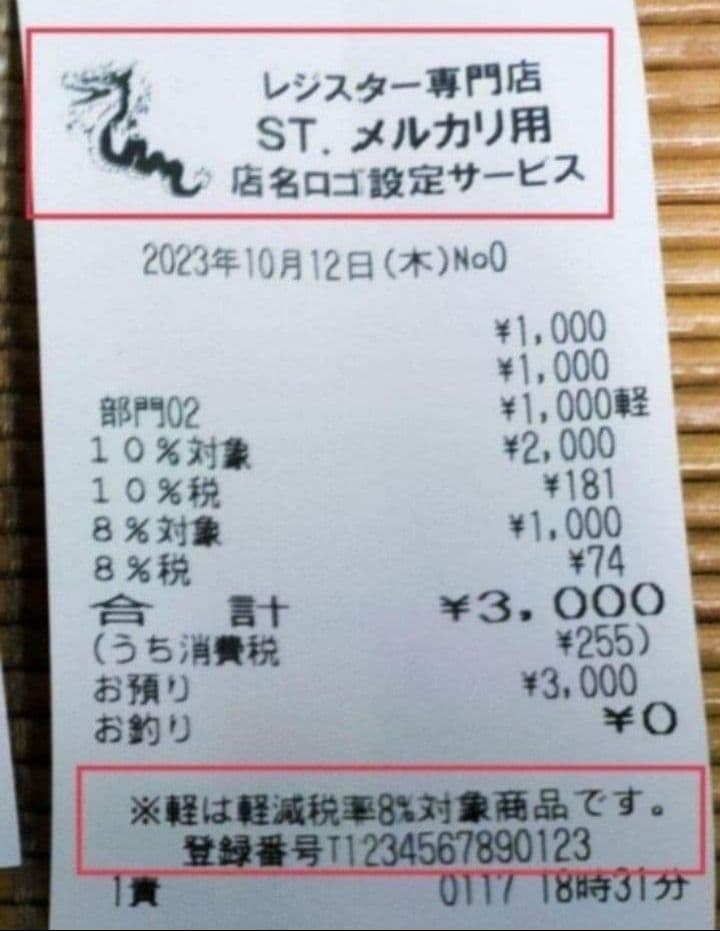 レジスター専門店
ST. メルカリ用
店名ロゴ設定サービス
2023年10月12日(木)No0
¥1,000
¥1,000
部門02 ¥1,000軽
10%対象 ¥2,000
10%税 ¥181
8%対象 ¥1,000
8%税 ¥74
合 計 ¥3,000
(うち消費税 ¥255)
お預り ¥3,000
お釣り ¥0
※軽は軽減税率8%対象商品です。
登録番号T1234567890123
1責 0117 18時31分